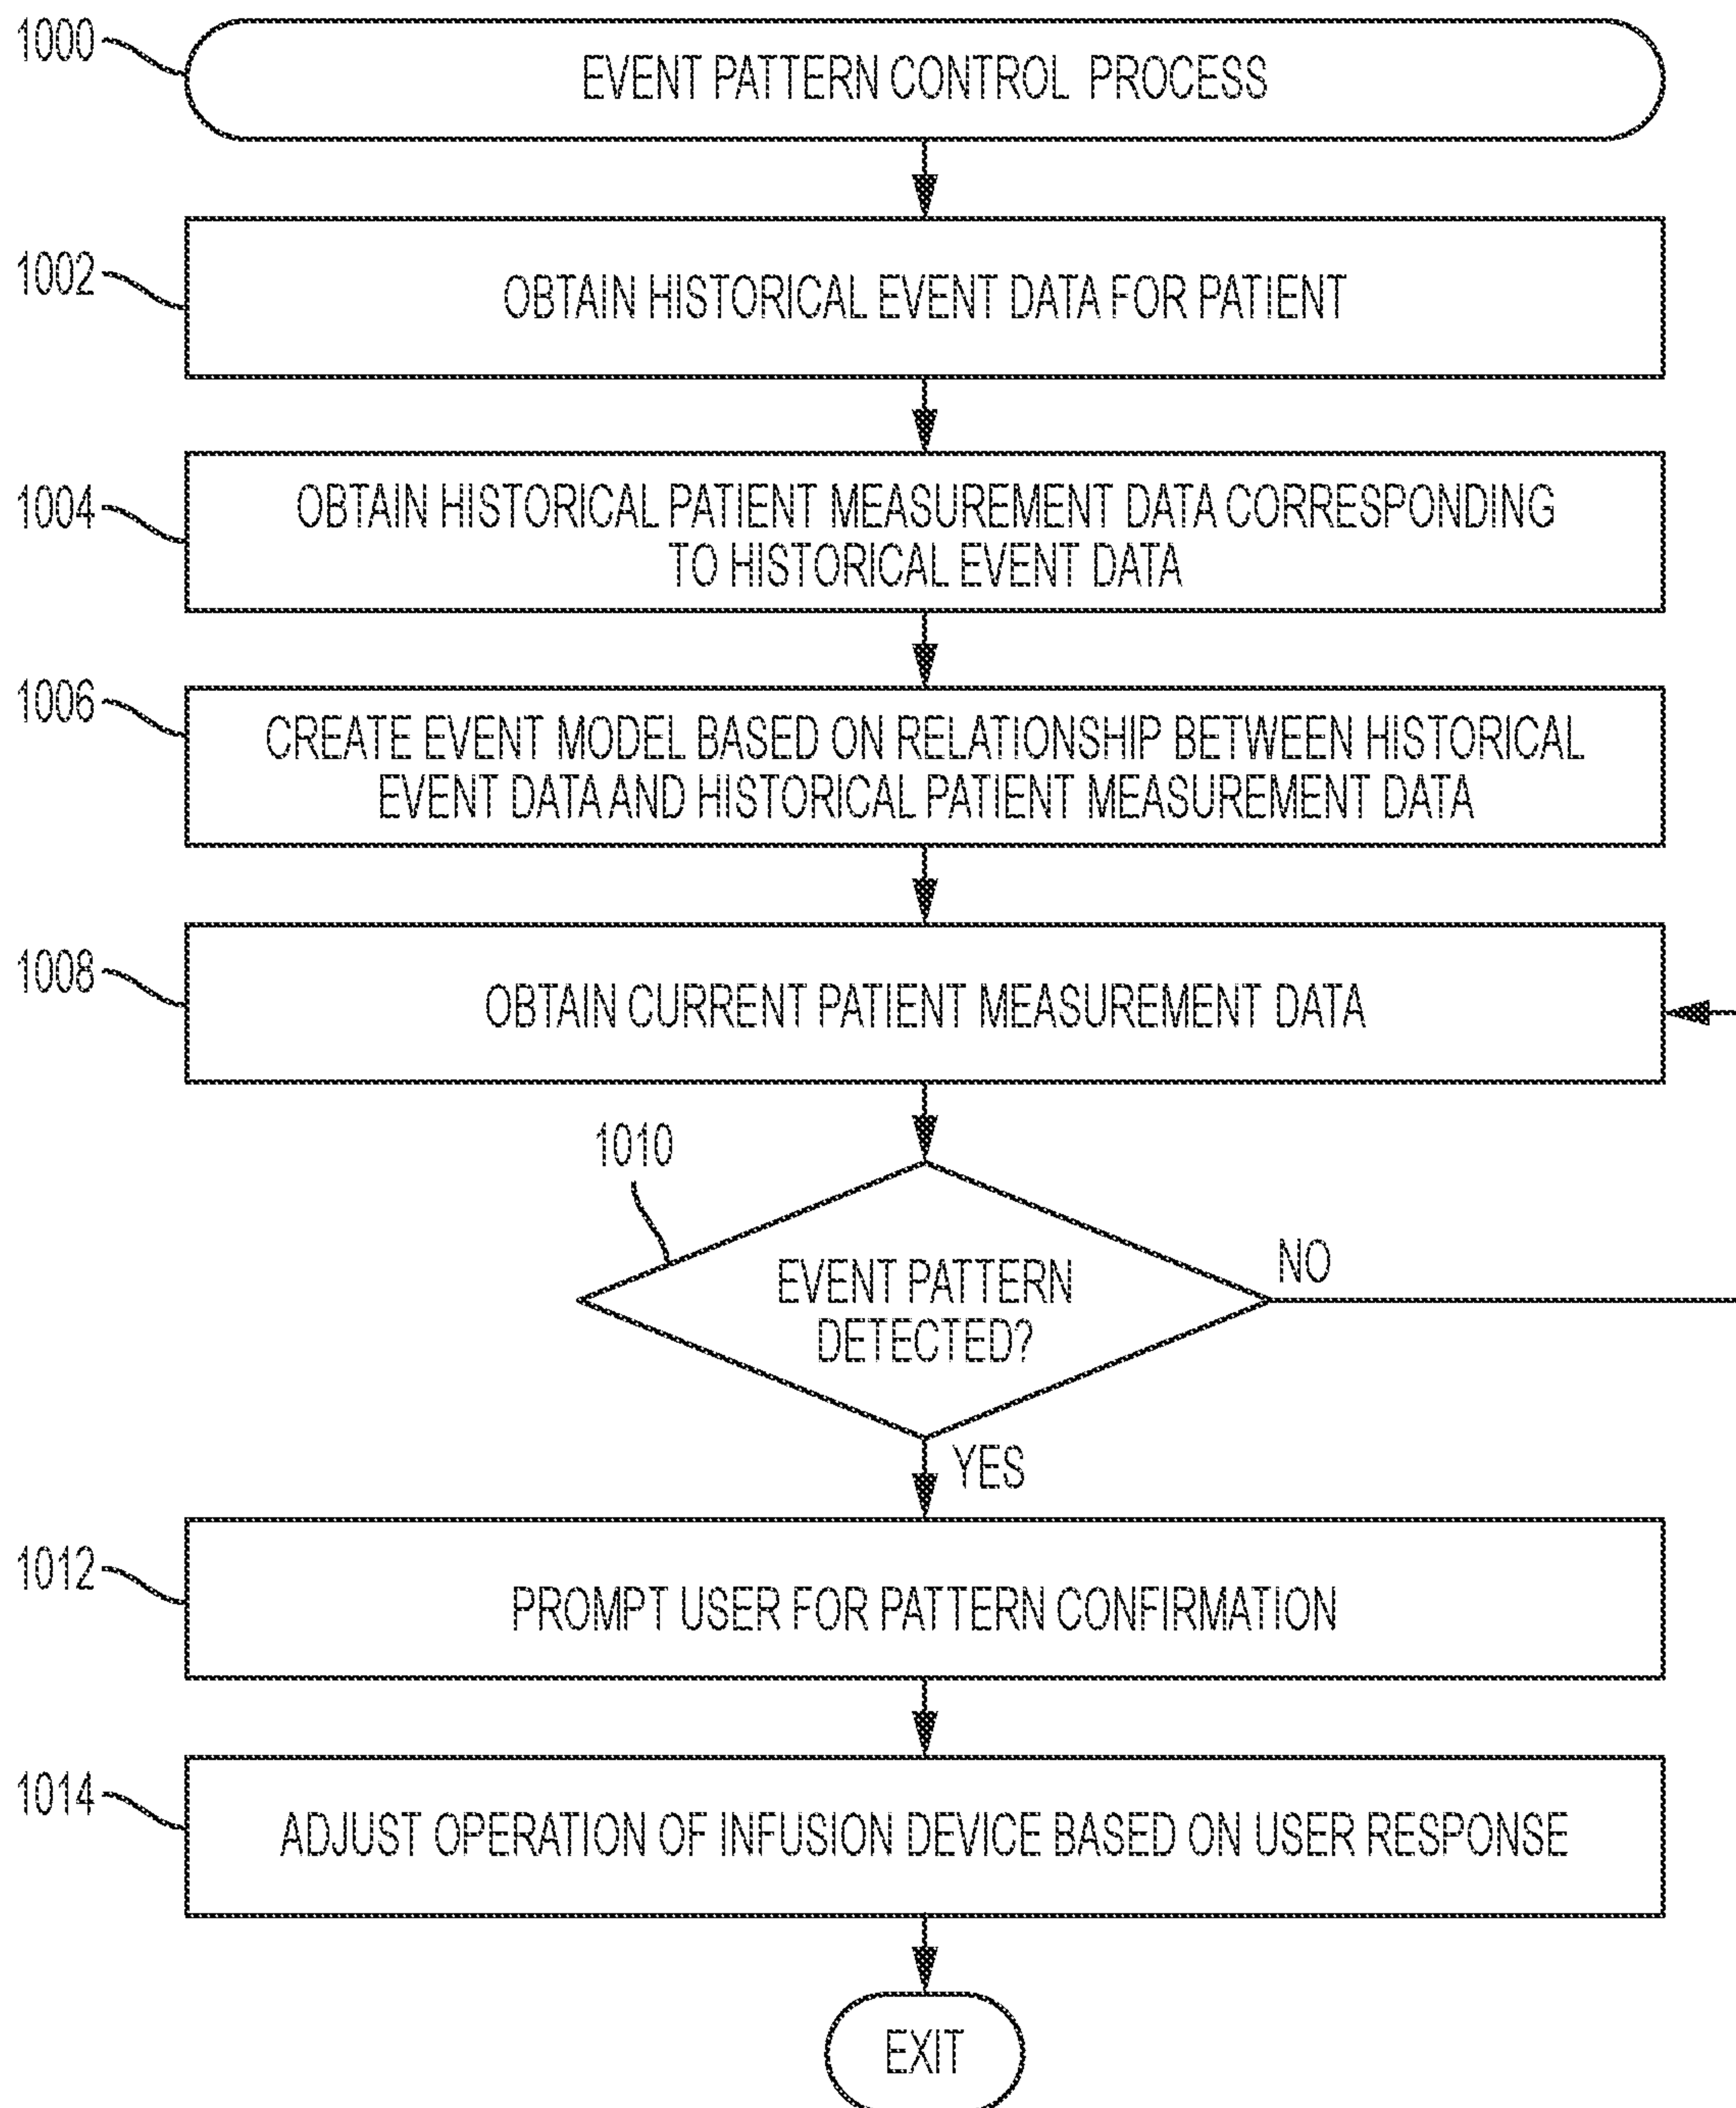 1000
EVENT PATTERN CONTROL PROCESS
1002
OBTAIN HISTORICAL EVENT DATA FOR PATIENT
1004
OBTAIN HISTORICAL PATIENT MEASUREMENT DATA CORRESPONDING
TO HISTORICAL EVENT DATA
1006
CREATE EVENT MODEL BASED ON RELATIONSHIP BETWEEN HISTORICAL
EVENT DATA AND HISTORICAL PATIENT MEASUREMENT DATA
1008
OBTAIN CURRENT PATIENT MEASUREMENT DATA
1010
EVENT PATTERN
DETECTED?
NO
YES
1012
PROMPT USER FOR PATTERN CONFIRMATION
1014
ADJUST OPERATION OF INFUSION DEVICE BASED ON USER RESPONSE
EXIT